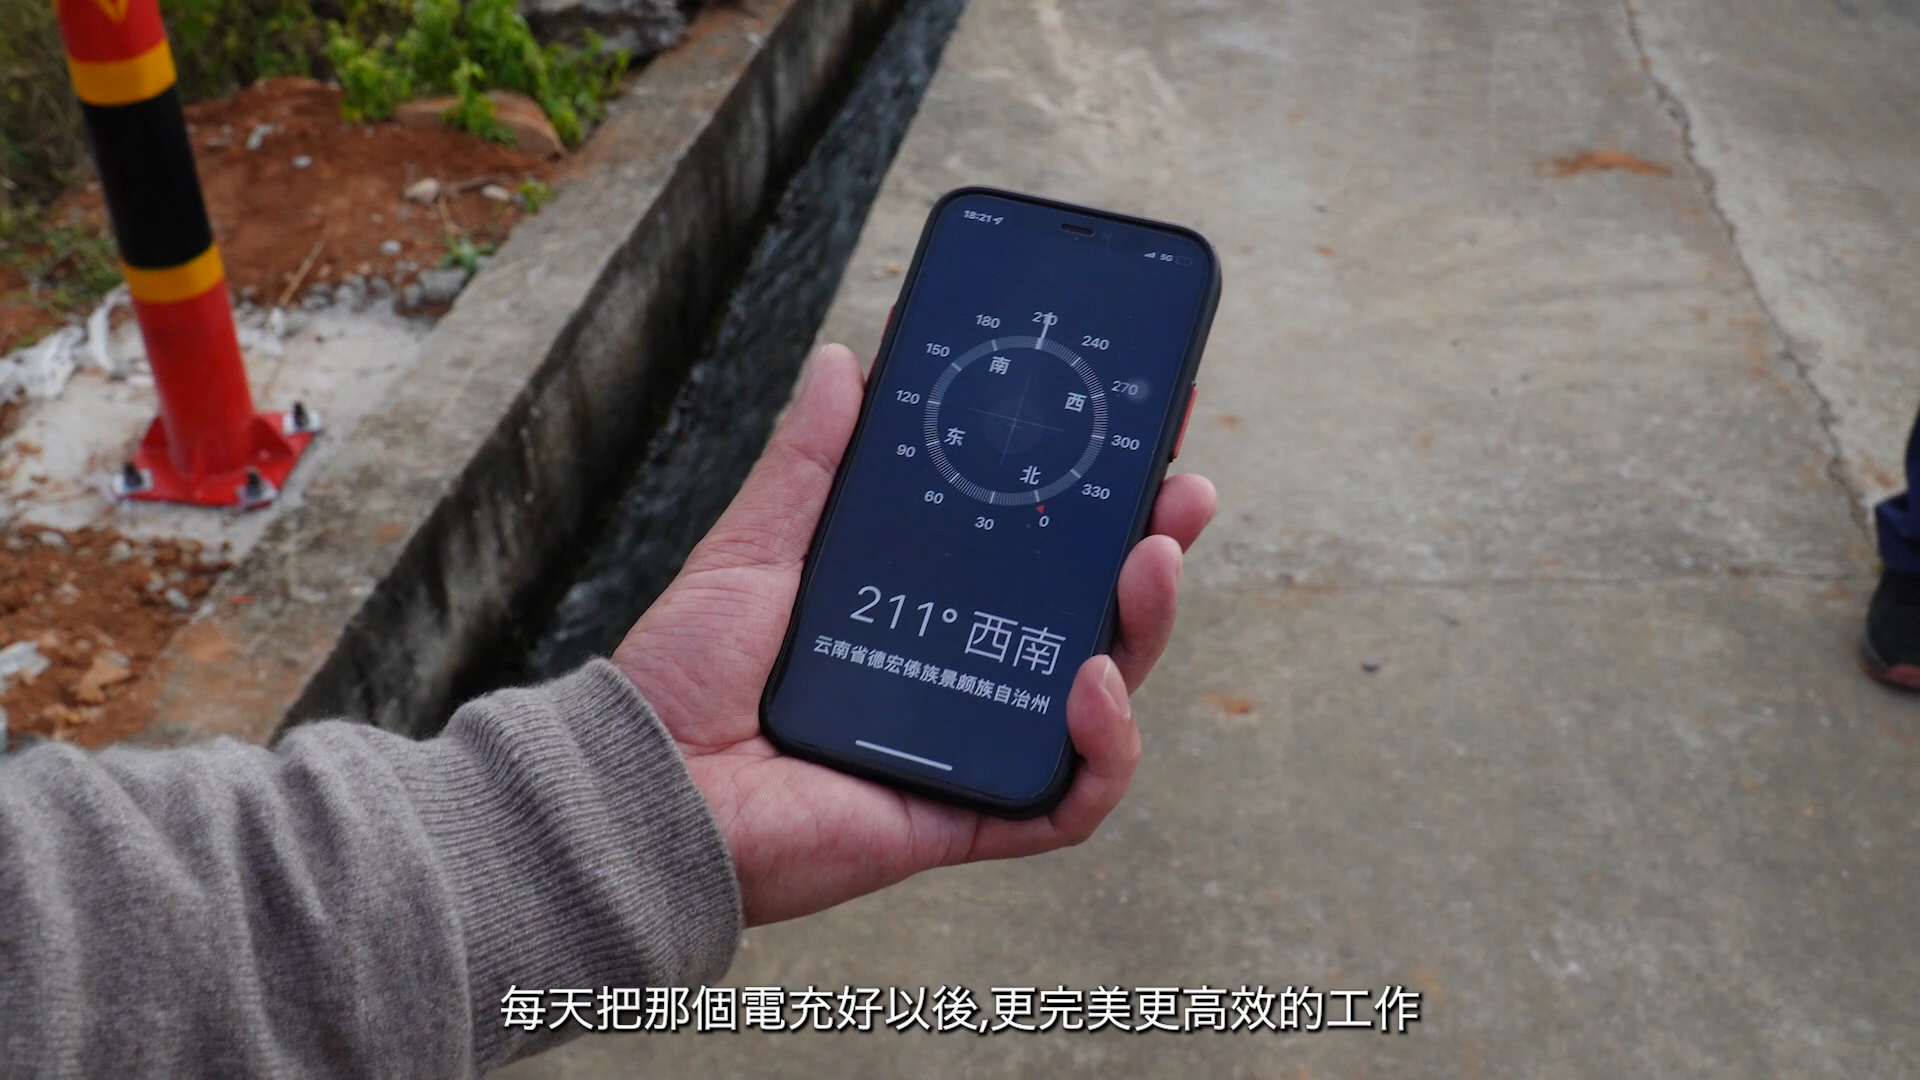 18:21
5G
180
210
240
150
南
270
120
西
东
300
90
北
60
330
30
0
211° 西南
云南省德宏傣族景颇族自治州
每天把那個電充好以後,更完美更高效的工作